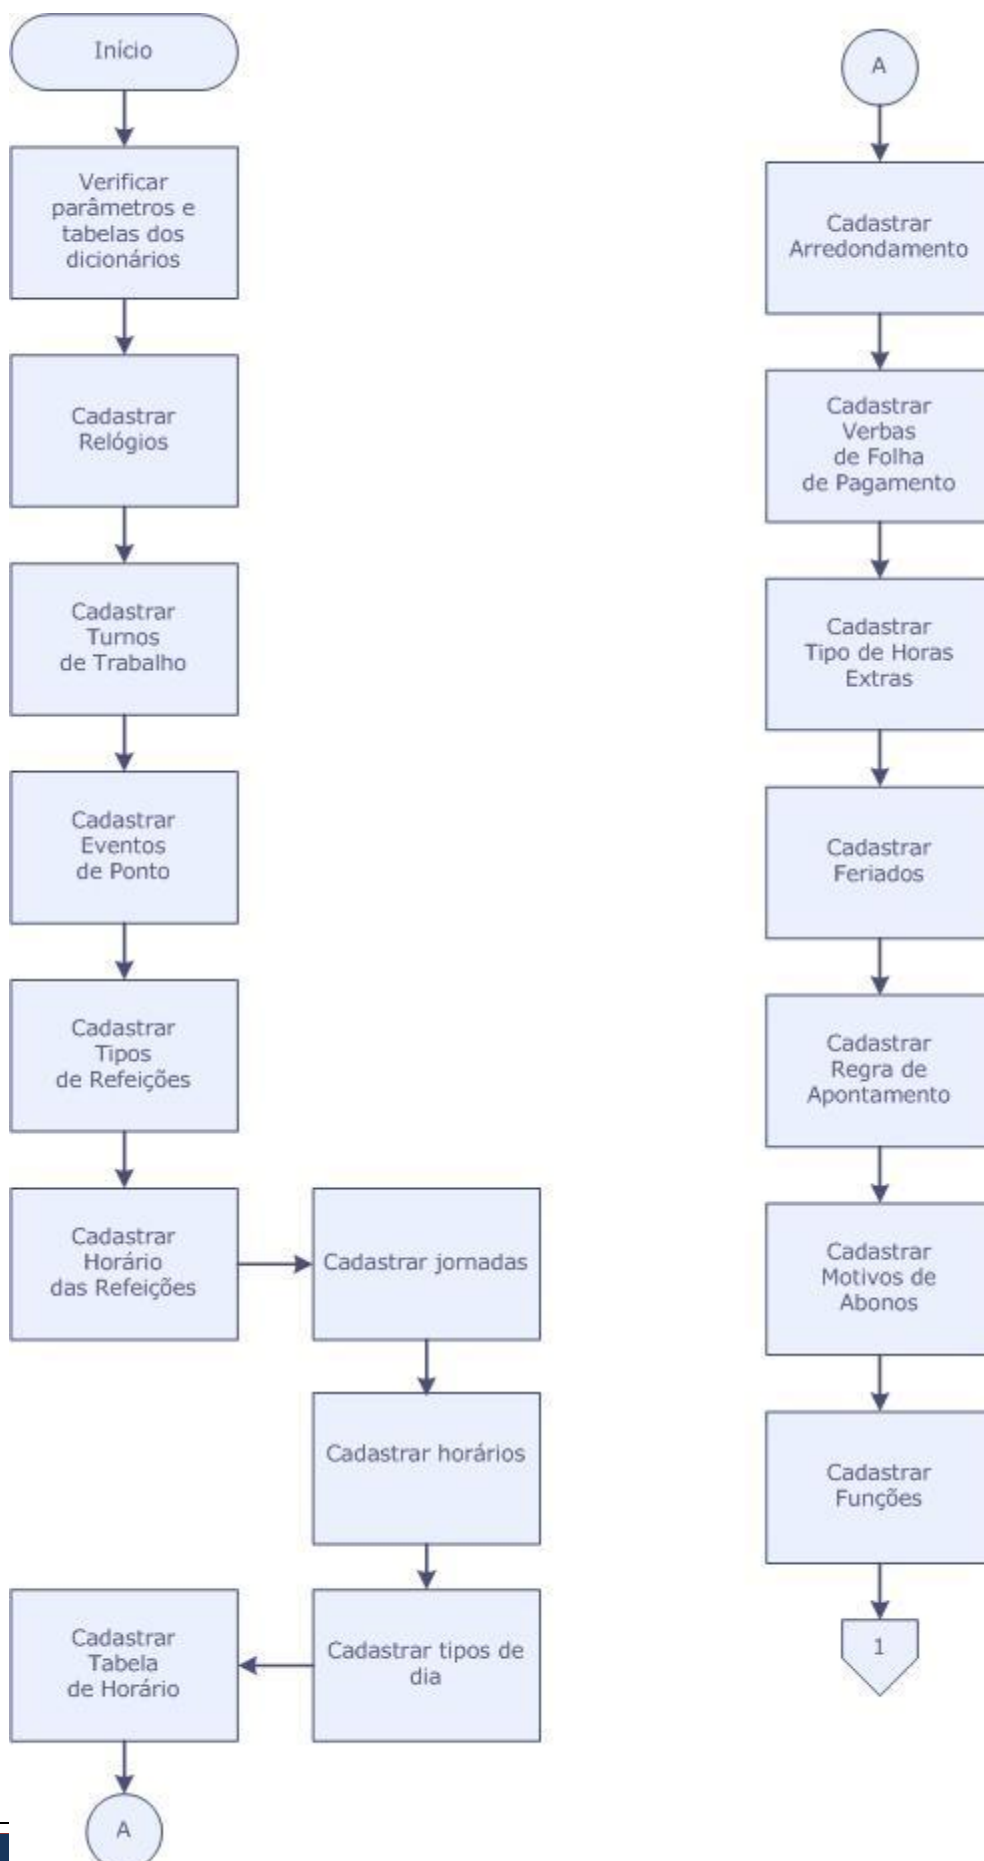 Início
Verificar
parâmetros e
tabelas dos
dicionários
Cadastrar
Relógios
Cadastrar
Turnos
de Trabalho
Cadastrar
Eventos
de Ponto
Cadastrar
Tipos
de Refeições
Cadastrar
Horário
das Refeições
Cadastrar jornadas
Cadastrar horários
Cadastrar tipos de
dia
Cadastrar
Tabela
de Horário
A
A
Cadastrar
Arredondamento
Cadastrar
Verbas
de Folha
de Pagamento
Cadastrar
Tipo de Horas
Extras
Cadastrar
Feriados
Cadastrar
Regra de
Apontamento
Cadastrar
Motivos de
Abonos
Cadastrar
Funções
1